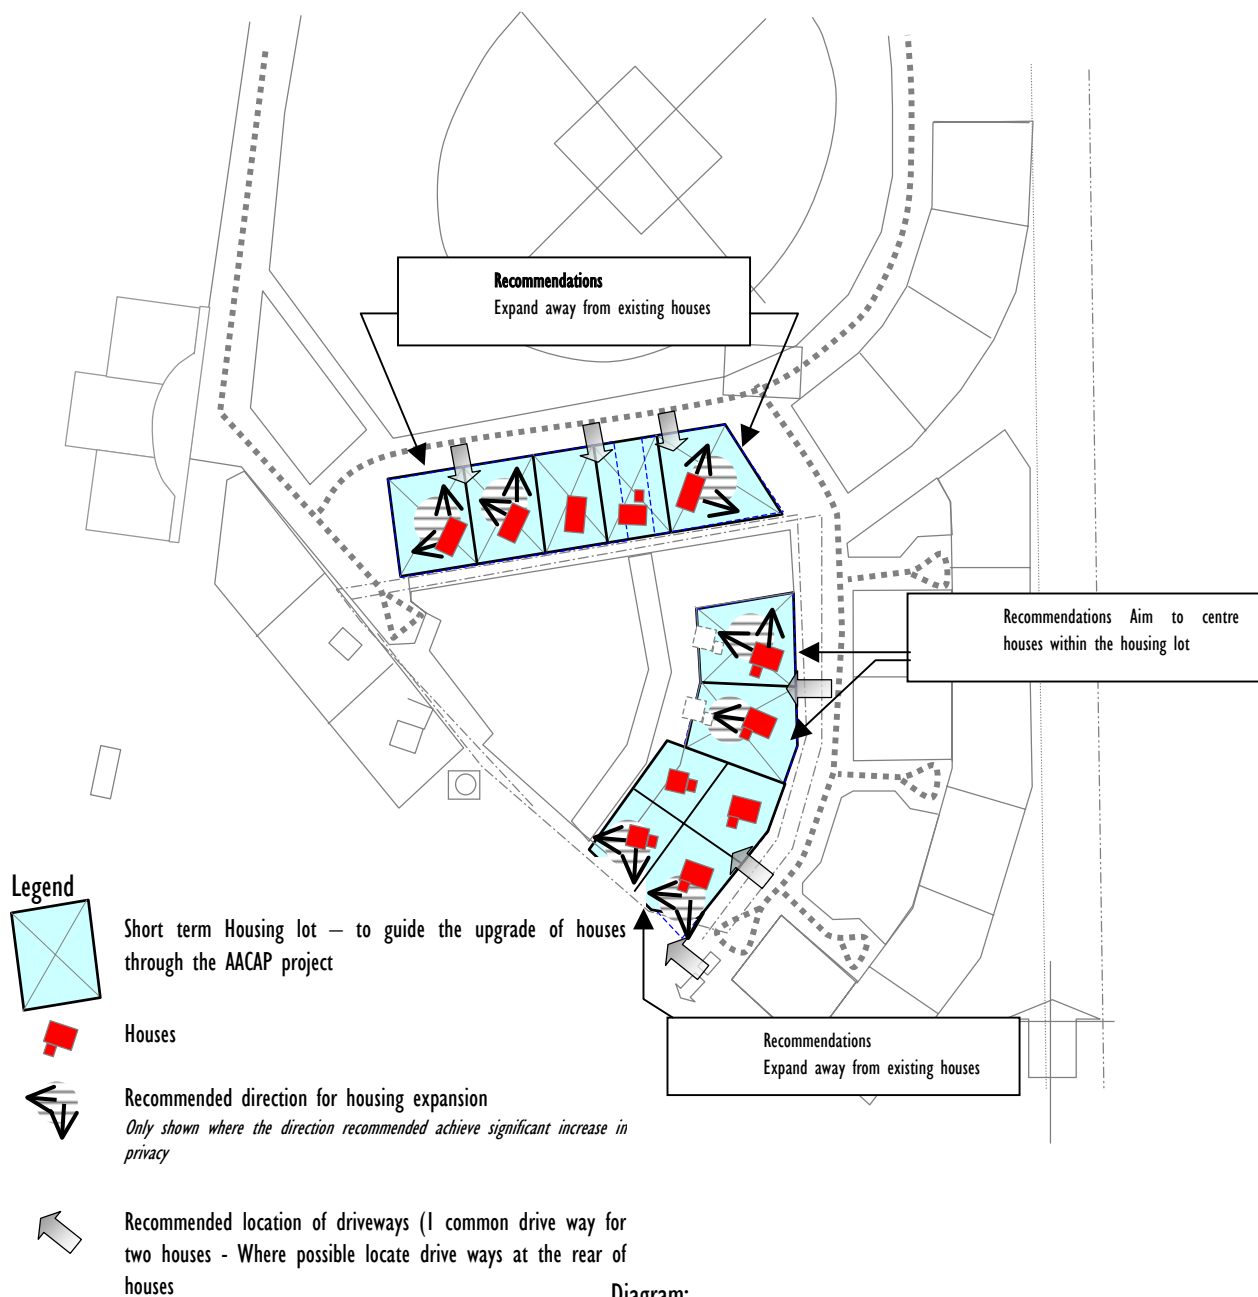 Recommendations
Expand away from existing houses
Recommendations Aim to centre
houses within the housing lot
Legend
Short term Housing lot – to guide the upgrade of houses
through the AACAP project
Houses
Recommended direction for housing expansion
Only shown where the direction recommended achieve significant increase in
privacy
Recommended location of driveways (1 common drive way for
two houses - Where possible locate drive ways at the rear of
houses
Recommendations
Expand away from existing houses
Diagram: